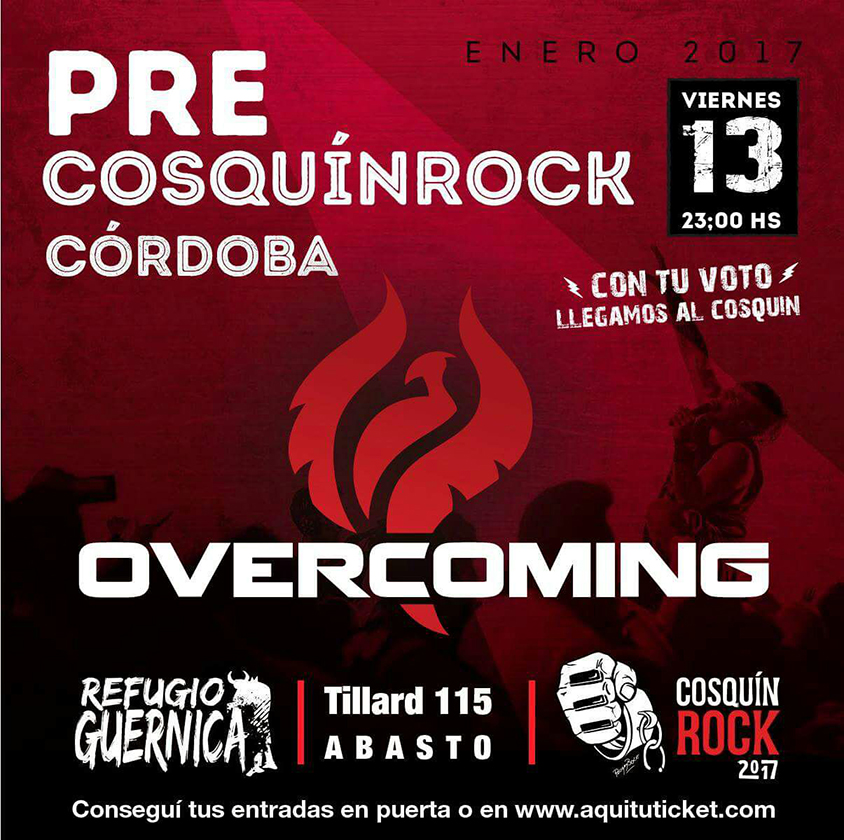 ENERO 2017
PRE
COSQUÍNROCK
CÓRDOBA
VIERNES
13
23;00 HS
CON TU VOTO
LLEGAMOS AL COSQUIN
OVERCOMING
REFUGIO
GUERNICA
Tillard 115
ABASTO
COSQUÍN
ROCK
2017
Conseguí tus entradas en puerta o en www.aquituticket.com